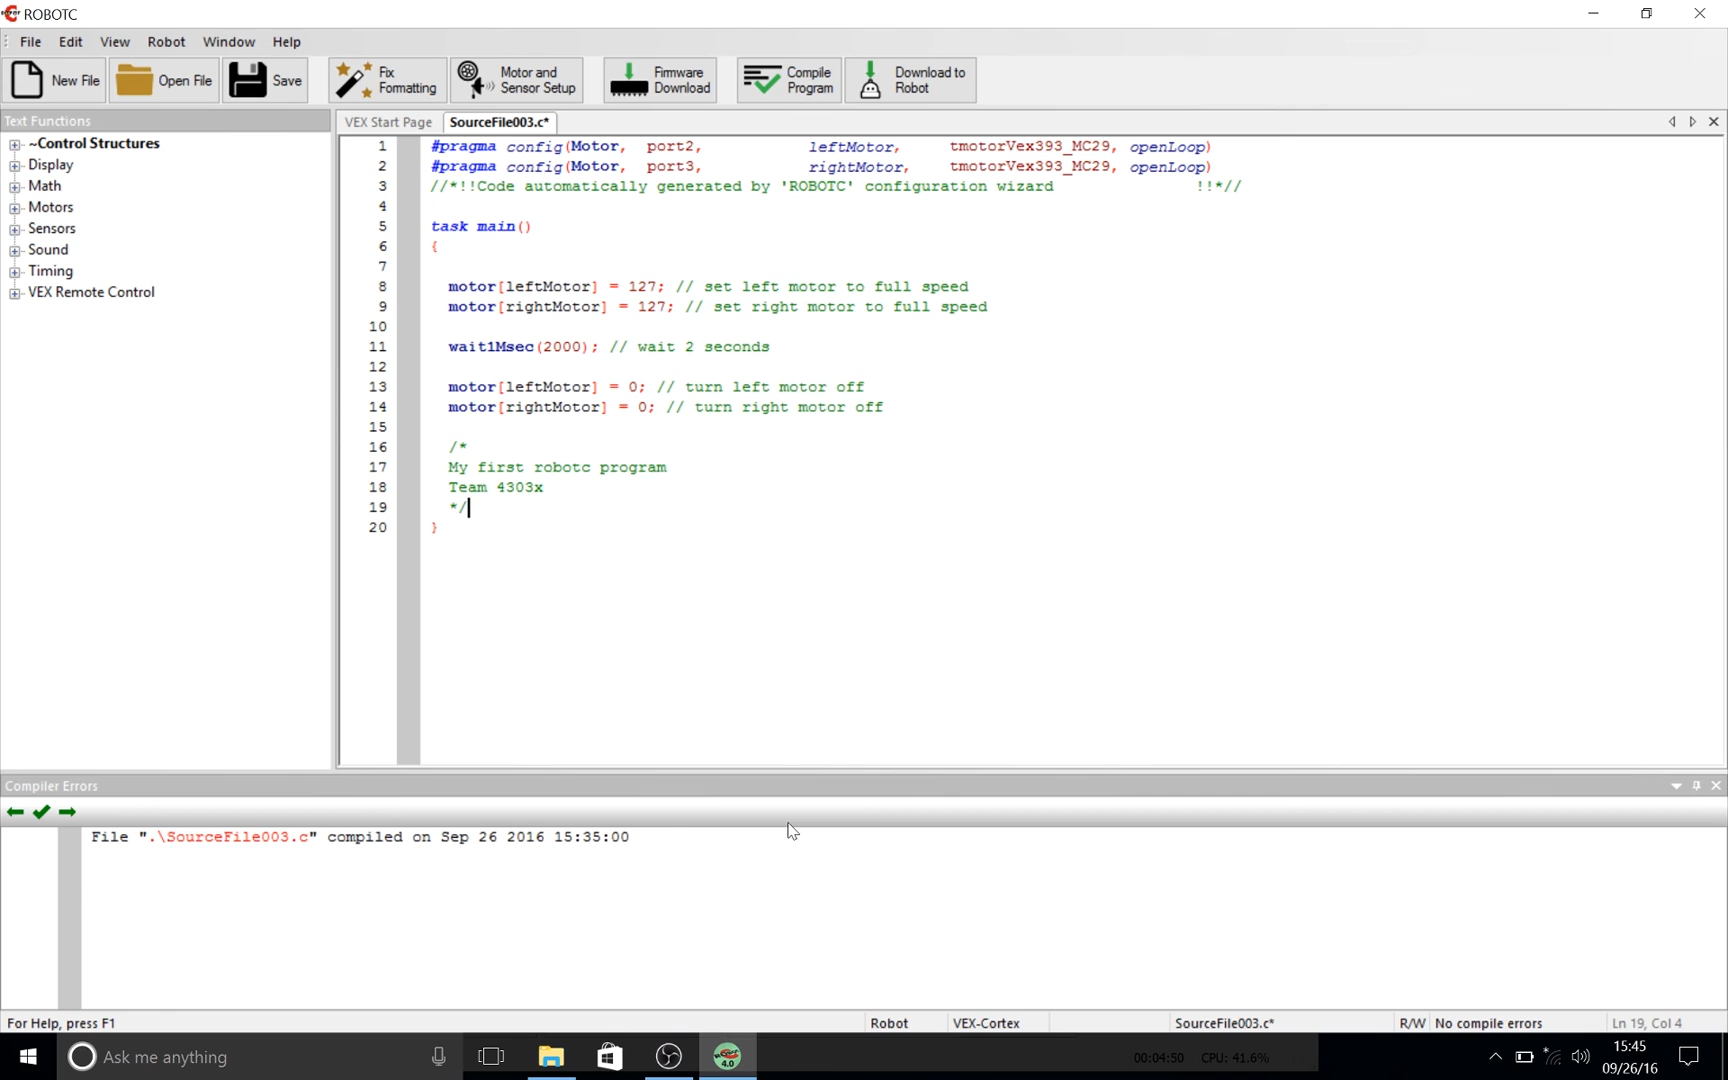 ROBOTC
File Edit View Robot Window Help
New File Open File Save Fix Formatting Motor and Sensor Setup Firmware Download Compile Program Download to Robot
Text Functions
VEX Start Page SourceFile003.c*
~Control Structures
Display
Math
Motors
Sensors
Sound
Timing
VEX Remote Control
1 #pragma config(Motor, port2, leftMotor, tmotorVex393_MC29, openLoop)
2 #pragma config(Motor, port3, rightMotor, tmotorVex393_MC29, openLoop)
3 //*!!Code automatically generated by 'ROBOTC' configuration wizard !!*//
4
5 task main()
6 {
7
8 motor[leftMotor] = 127; // set left motor to full speed
9 motor[rightMotor] = 127; // set right motor to full speed
10
11 wait1Msec(2000); // wait 2 seconds
12
13 motor[leftMotor] = 0; // turn left motor off
14 motor[rightMotor] = 0; // turn right motor off
15
16 /*
17 My first robotc program
18 Team 4303x
19 */
20 }
Compiler Errors
File ".\SourceFile003.c" compiled on Sep 26 2016 15:35:00
For Help, press F1 Robot VEX-Cortex SourceFile003.c* R/W No compile errors Ln 19, Col 4
Ask me anything 4.0 00:04:50 CPU: 41.6% 15:45
09/26/16